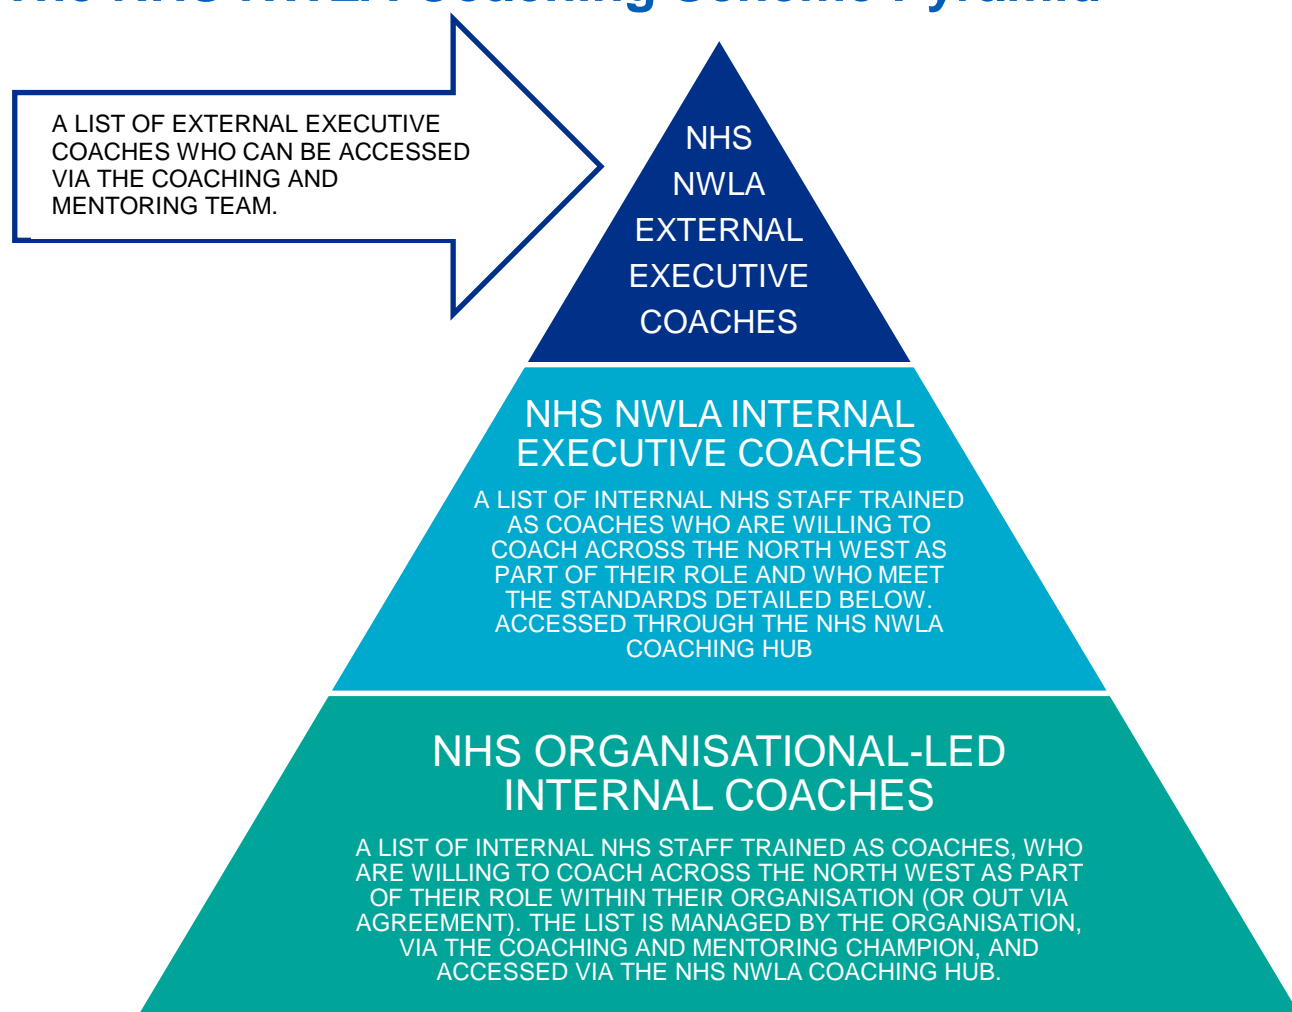 The NHS NWLA Coaching Scheme Pyramid
A LIST OF EXTERNAL EXECUTIVE
COACHES WHO CAN BE ACCESSED
VIA THE COACHING AND
MENTORING TEAM.
NHS
NWLA
EXTERNAL
EXECUTIVE
COACHES
NHS NWLA INTERNAL
EXECUTIVE COACHES
A LIST OF INTERNAL NHS STAFF TRAINED
AS COACHES WHO ARE WILLING TO
COACH ACROSS THE NORTH WEST AS
PART OF THEIR ROLE AND WHO MEET
THE STANDARDS DETAILED BELOW.
ACCESSED THROUGH THE NHS NWLA
COACHING HUB
NHS ORGANISATIONAL-LED
INTERNAL COACHES
A LIST OF INTERNAL NHS STAFF TRAINED AS COACHES, WHO
ARE WILLING TO COACH ACROSS THE NORTH WEST AS PART
OF THEIR ROLE WITHIN THEIR ORGANISATION (OR OUT VIA
AGREEMENT). THE LIST IS MANAGED BY THE ORGANISATION,
VIA THE COACHING AND MENTORING CHAMPION, AND
ACCESSED VIA THE NHS NWLA COACHING HUB.